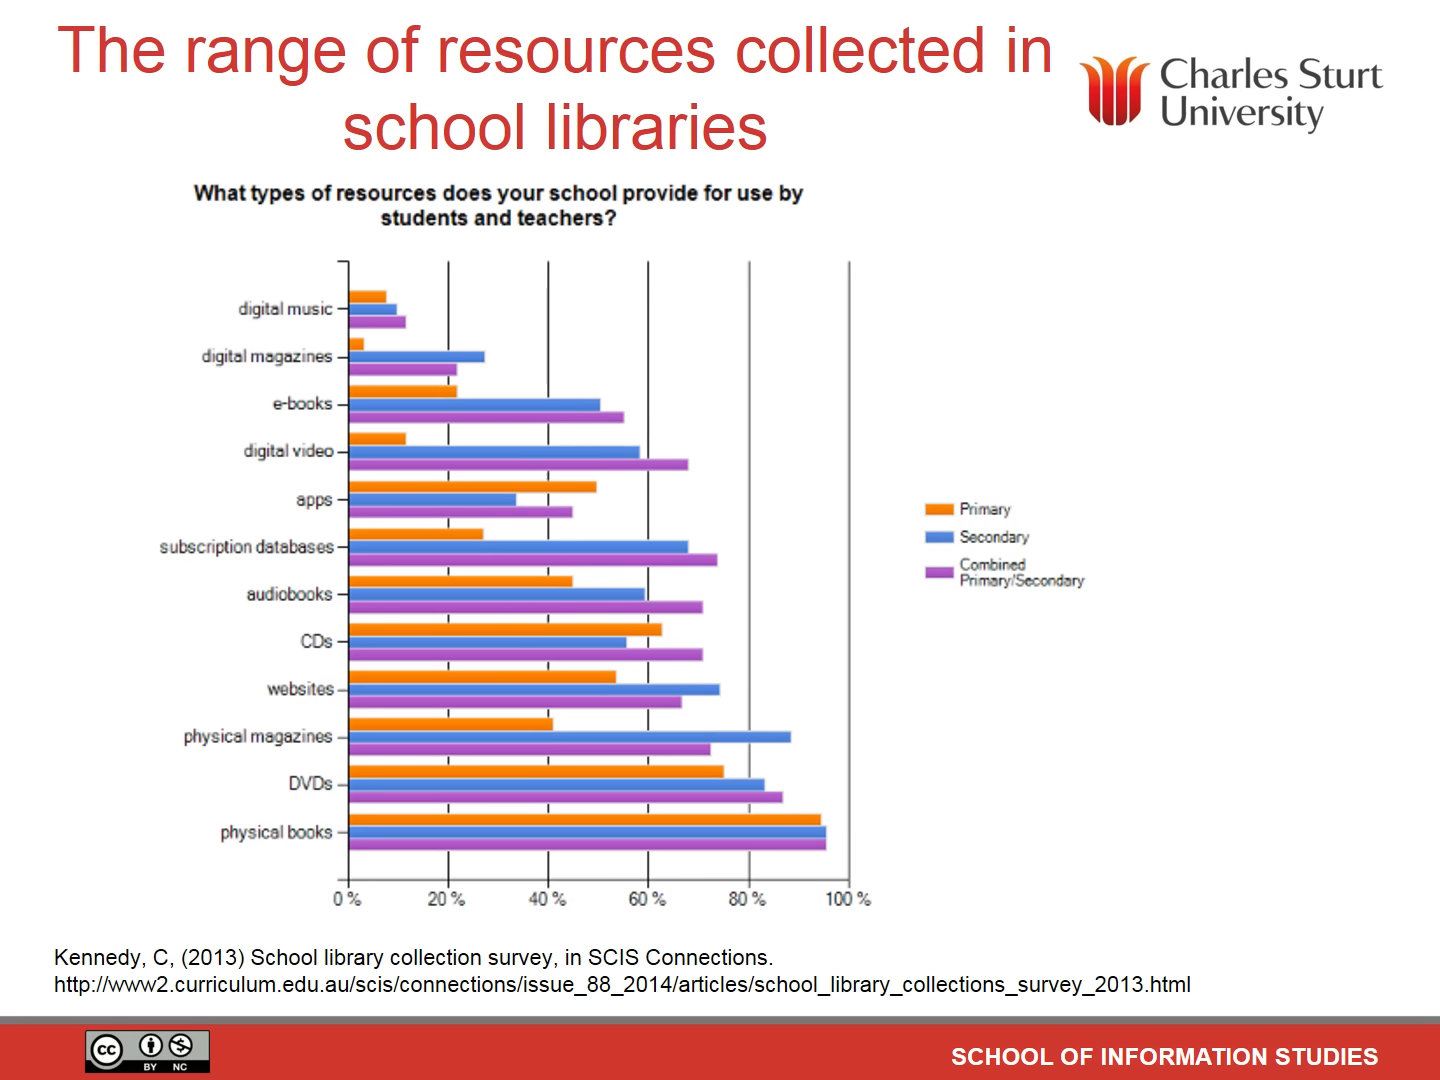 The range of resources collected in
school libraries
Charles Sturt
University
What types of resources does your school provide for use by
students and teachers?
digital music
digital magazines
e-books
digital video
apps
subscription databases
audiobooks
CDs
websites
physical magazines
DVDs
physical books
0 %
20 %
40 %
60 %
80 %
100 %
Primary
Secondary
Combined
Primary/Secondary
Kennedy, C, (2013) School library collection survey, in SCIS Connections.
http://www2.curriculum.edu.au/scis/connections/issue_88_2014/articles/school_library_collections_survey_2013.html
cc
BY NC
SCHOOL OF INFORMATION STUDIES